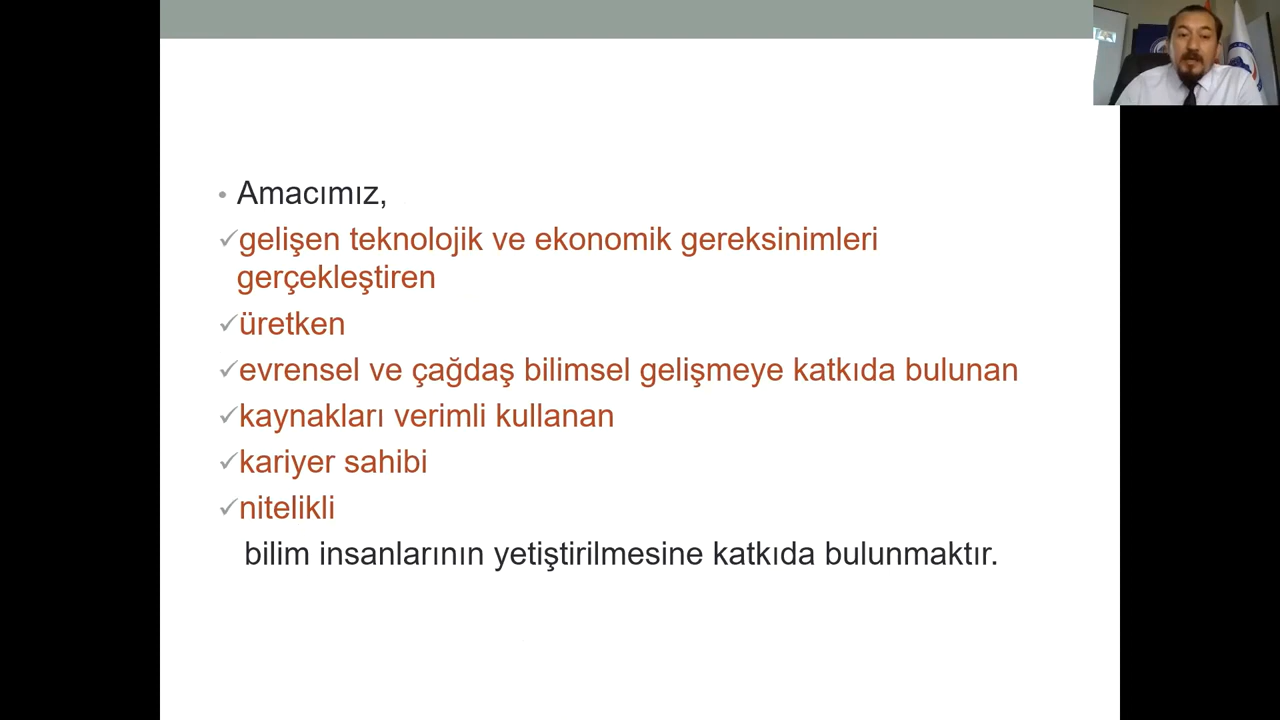 • Amacımız,
✓gelişen teknolojik ve ekonomik gereksinimleri
gerçekleştiren
✓üretken
✓evrensel ve çağdaş bilimsel gelişmeye katkıda bulunan
✓kaynakları verimli kullanan
✓kariyer sahibi
✓nitelikli
bilim insanlarının yetiştirilmesine katkıda bulunmaktır.